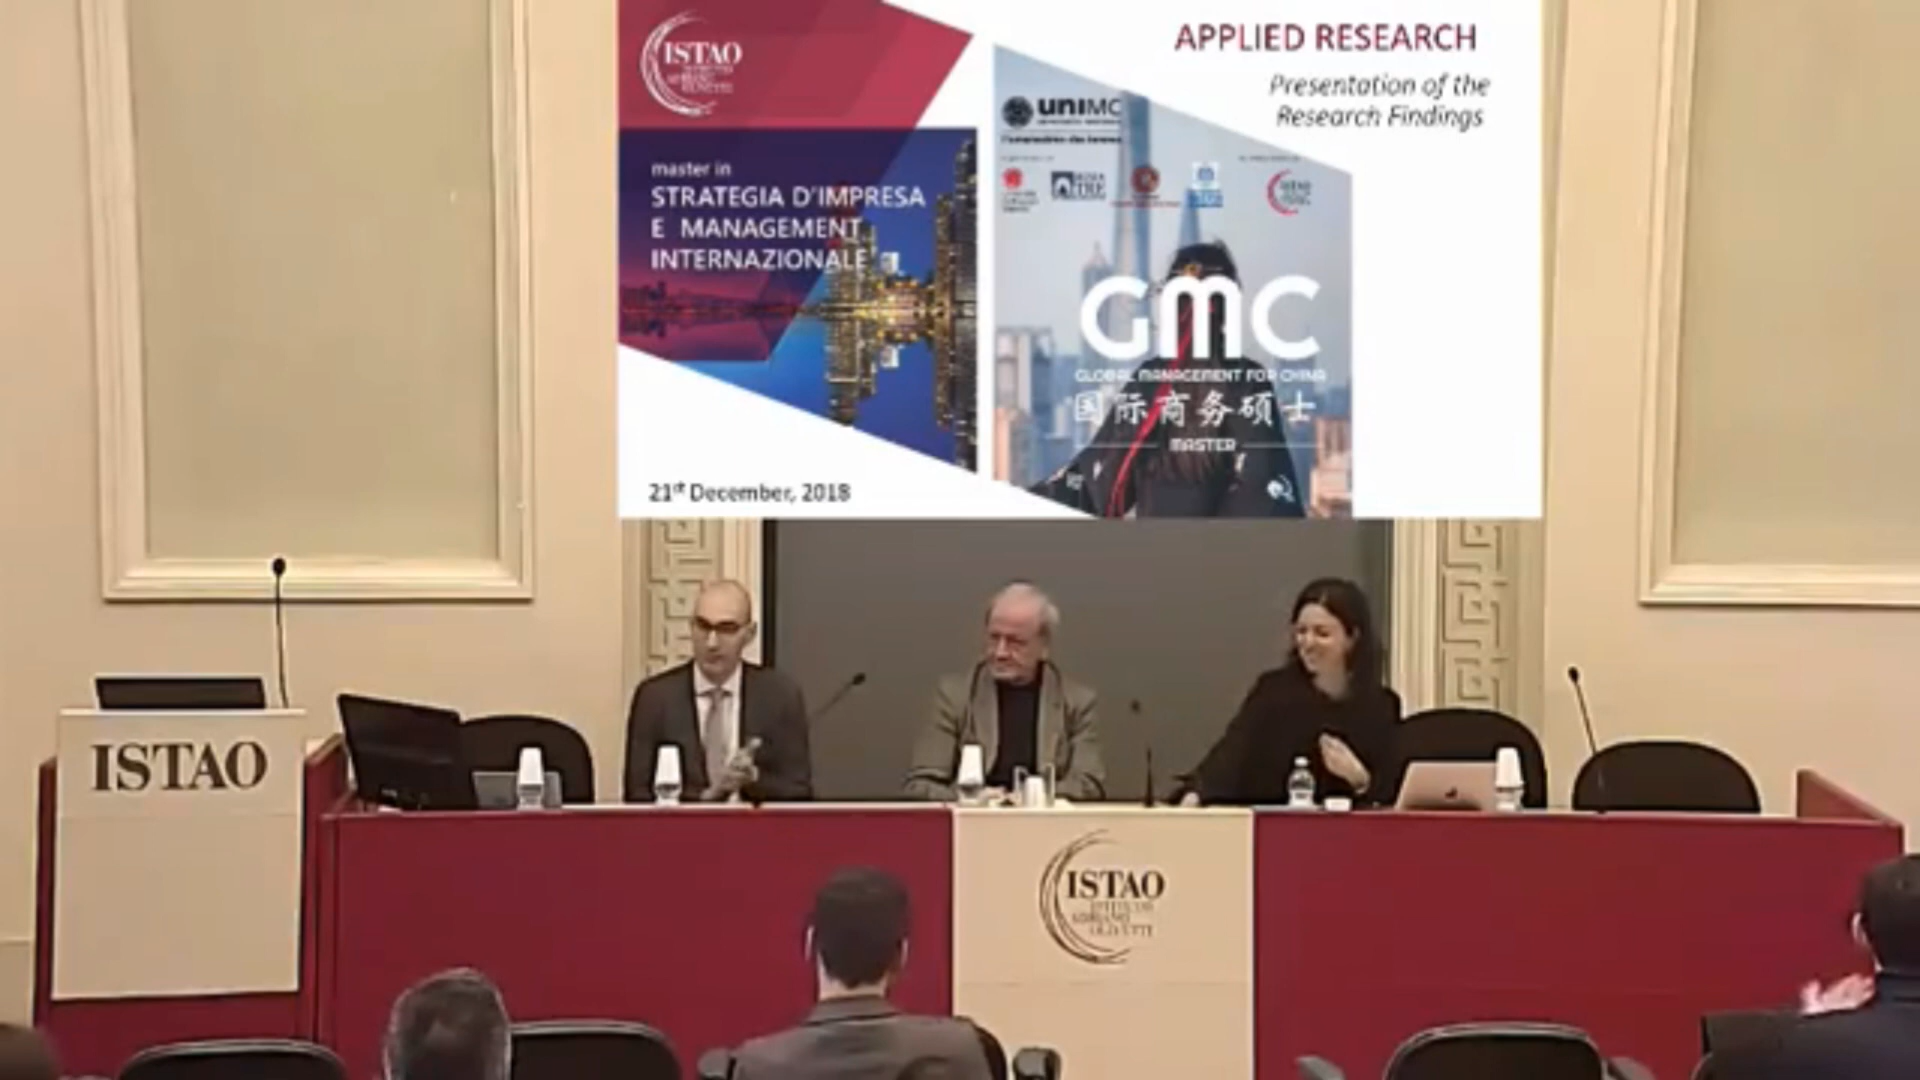 ISTAO
APPLIED RESEARCH
Presentation of the
Research Findings
master in
STRATEGIA D'IMPRESA
E MANAGEMENT
INTERNAZIONALE
UNIMC
ISTAO
GMC
GLOBAL MANAGEMENT FOR CHINA
国际商务硕士
MASTER
21st December, 2018
ISTAO
ISTAO